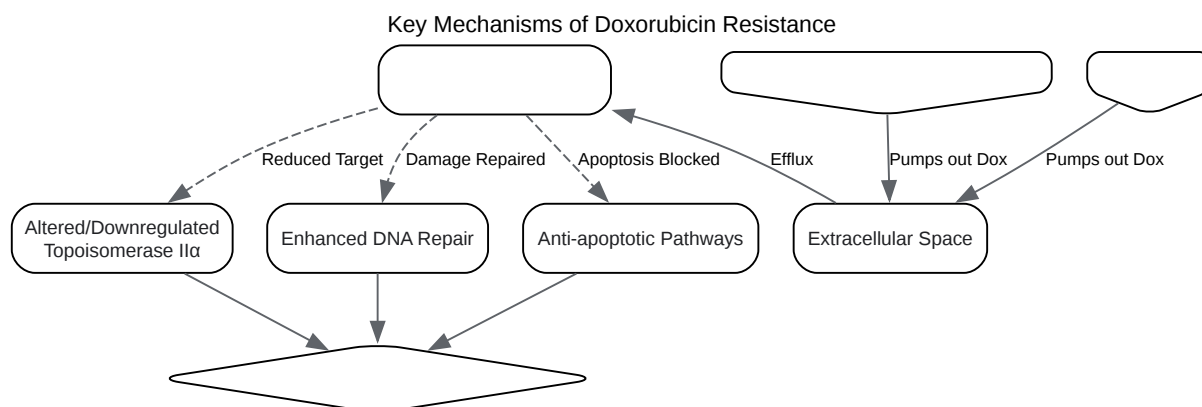 Key Mechanisms of Doxorubicin Resistance
Reduced Target
Damage Repaired
Apoptosis Blocked
Efflux
Pumps out Dox
Pumps out Dox
Altered/Downregulated
Topoisomerase IIα
Enhanced DNA Repair
Anti-apoptotic Pathways
Extracellular Space